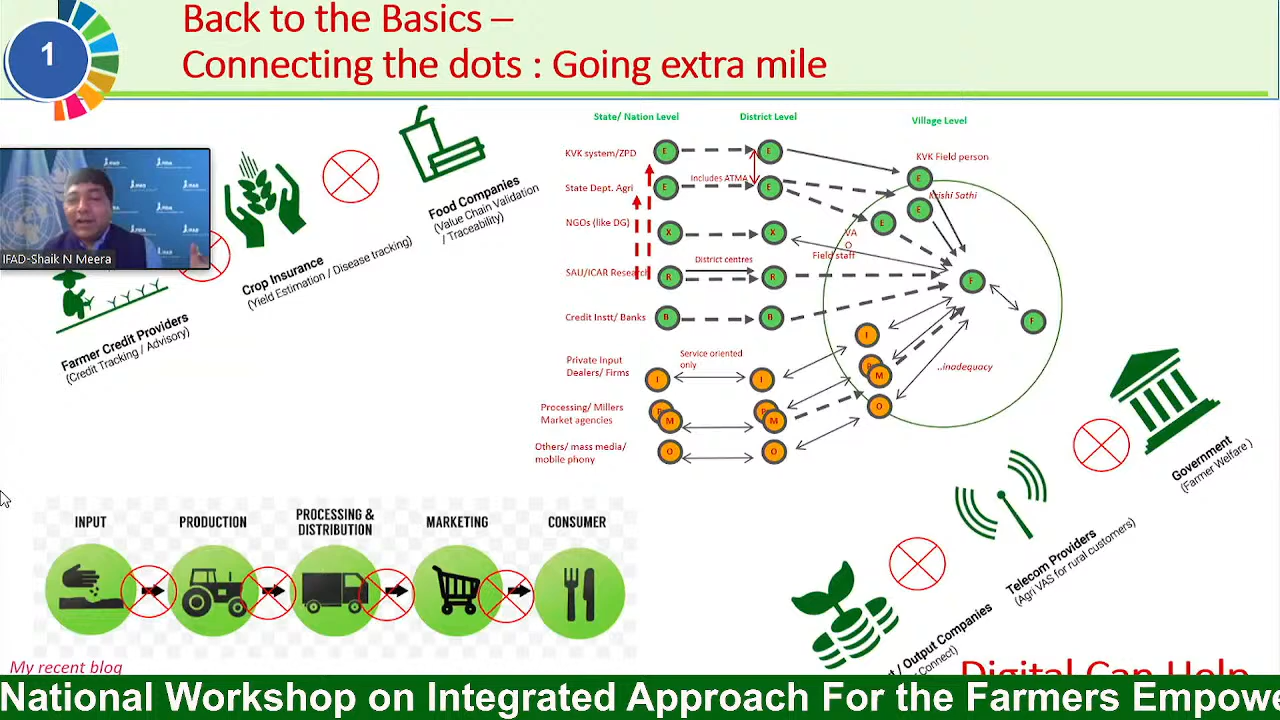 1
Back to the Basics –
Connecting the dots : Going extra mile
IFAD-Shaik N Meera
Farmer Credit Providers
(Credit Tracking / Advisory)
Crop Insurance
(Yield Estimation / Disease tracking)
Food Companies
(Value Chain Validation
/ Traceability)
State/ Nation Level
District Level
Village Level
KVK system/ZPD
E
E
KVK Field person
E
Includes ATMA
State Dept. Agri
E
E
Krishi Sathi
E
E
NGOs (like DG)
X
X
VA
O
Field staff
District centres
SAU/ICAR Research
R
R
F
Credit Instt/ Banks
B
B
F
I
Private Input
Dealers/ Firms
Service oriented
only
I
I
M
..inadequacy
Processing/ Millers
Market agencies
M
M
O
Others/ mass media/
mobile phony
O
O
Government
(Farmer Welfare )
Telecom Providers
(Agri VAS for rural customers)
/ Output Companies
Connect)
INPUT
PRODUCTION
PROCESSING &
DISTRIBUTION
MARKETING
CONSUMER
My recent blog
Digital Can Help
National Workshop on Integrated Approach For the Farmers Empowe